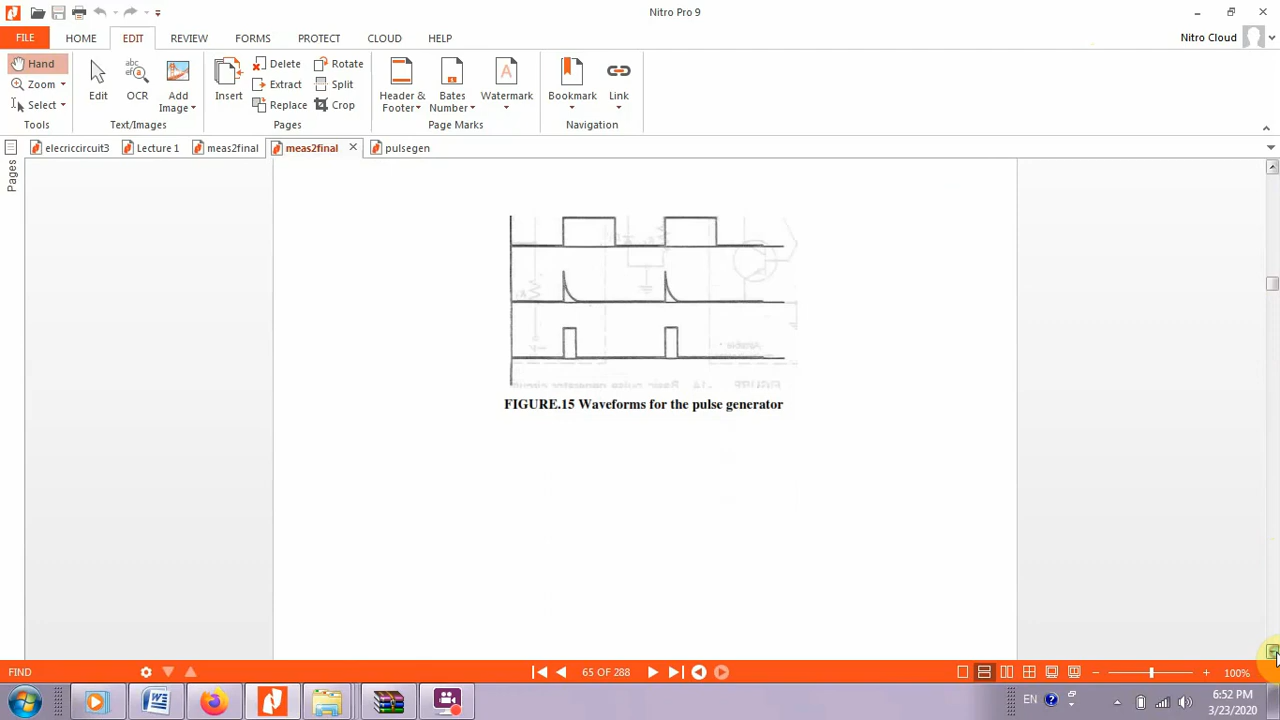 Nitro Pro 9
FILE HOME EDIT REVIEW FORMS PROTECT CLOUD HELP Nitro Cloud
Hand Zoom Select Tools
Edit OCR Add Image Text/Images
Insert Delete Extract Replace Rotate Split Crop Pages
Header & Footer Bates Number Watermark Page Marks
Bookmark Link Navigation
elecriccircuit3 Lecture 1 meas2final meas2final pulsegen
Pages
FIGURE.15 Waveforms for the pulse generator
FIND 65 OF 288 100%
EN 6:52 PM
3/23/2020